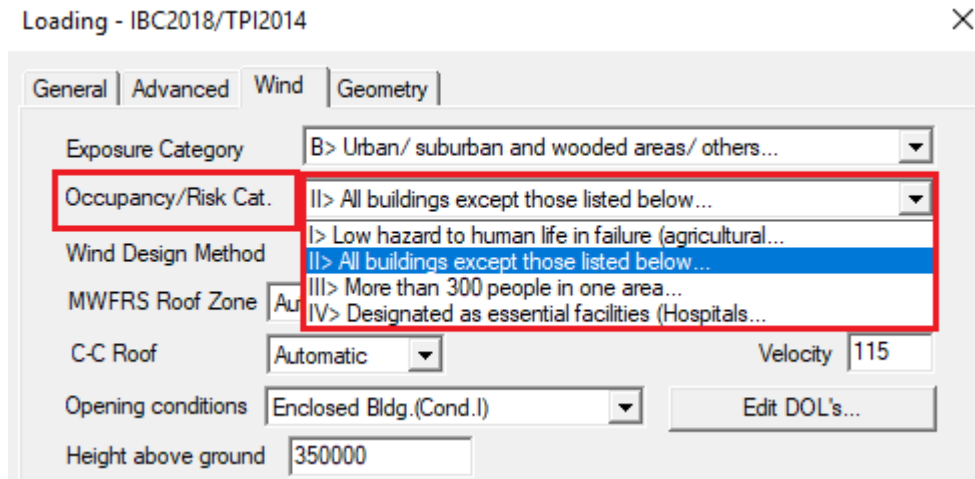 Loading - IBC2018/TPI2014
General Advanced Wind Geometry
Exposure Category B> Urban/ suburban and wooded areas/ others...
Occupancy/Risk Cat. II> All buildings except those listed below...
I> Low hazard to human life in failure (agricultural...
Wind Design Method II> All buildings except those listed below...
III> More than 300 people in one area...
MWFRS Roof Zone IV> Designated as essential facilities (Hospitals...
C-C Roof Automatic Velocity 115
Opening conditions Enclosed Bldg.(Cond.I) Edit DOL's...
Height above ground 350000